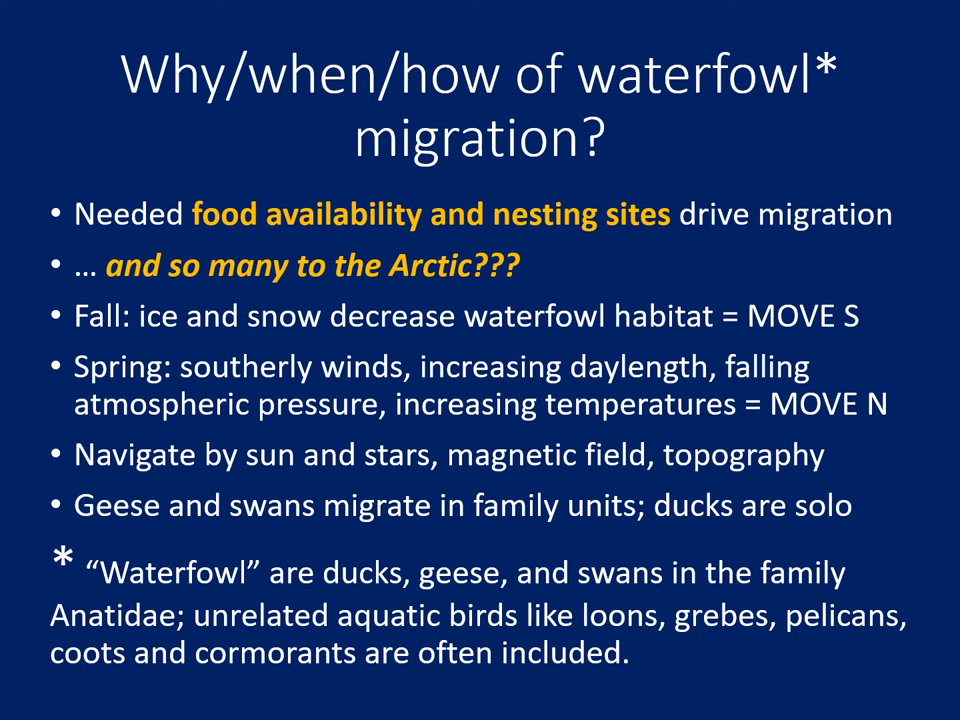 Why/when/how of waterfowl*
migration?
• Needed food availability and nesting sites drive migration
• … and so many to the Arctic???
• Fall: ice and snow decrease waterfowl habitat = MOVE S
• Spring: southerly winds, increasing daylength, falling
atmospheric pressure, increasing temperatures = MOVE N
• Navigate by sun and stars, magnetic field, topography
• Geese and swans migrate in family units; ducks are solo
* “Waterfowl” are ducks, geese, and swans in the family
Anatidae; unrelated aquatic birds like loons, grebes, pelicans,
coots and cormorants are often included.